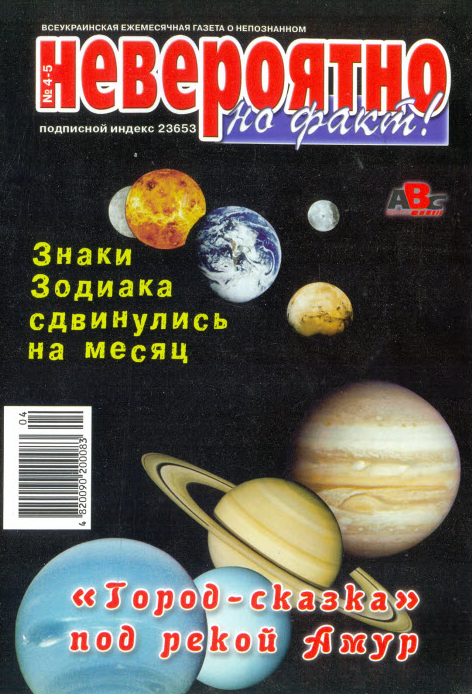 ВСЕУКРАИНСКАЯ ЕЖЕМЕСЯЧНАЯ ГАЗЕТА О НЕПОЗНАННОМ
№ 4-5
невероятно
но факт!
подписной индекс 23653
ABC
Знаки
Зодиака
сдвинулись
на месяц
04
4 820090 200083
«Город-сказка»
под рекой Амур